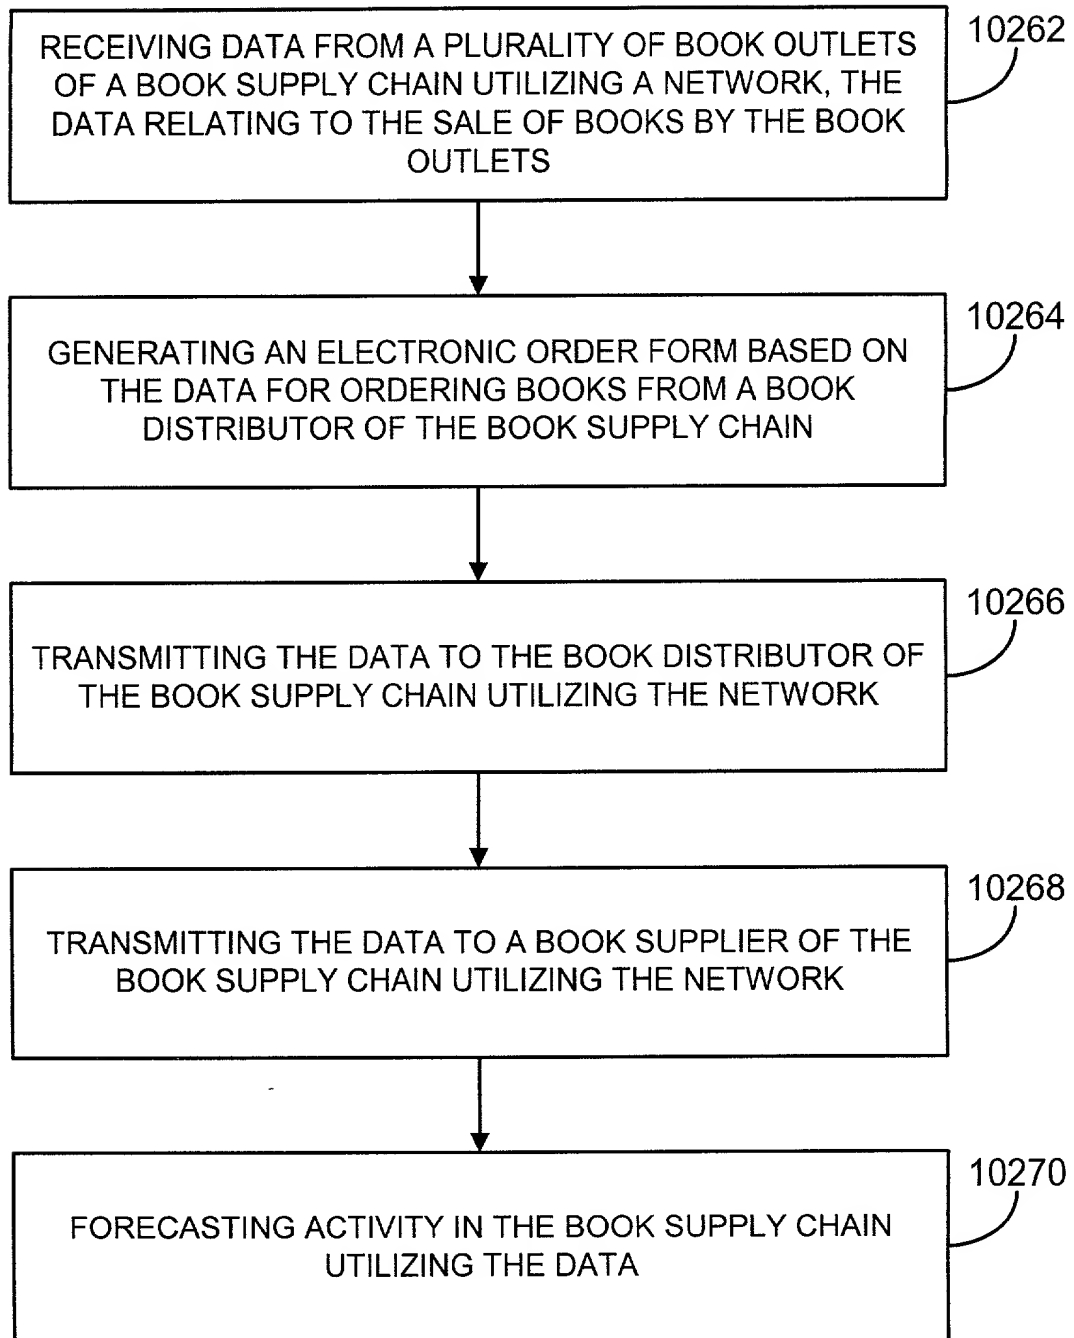 10262
RECEIVING DATA FROM A PLURALITY OF BOOK OUTLETS
OF A BOOK SUPPLY CHAIN UTILIZING A NETWORK, THE
DATA RELATING TO THE SALE OF BOOKS BY THE BOOK
OUTLETS
10264
GENERATING AN ELECTRONIC ORDER FORM BASED ON
THE DATA FOR ORDERING BOOKS FROM A BOOK
DISTRIBUTOR OF THE BOOK SUPPLY CHAIN
10266
TRANSMITTING THE DATA TO THE BOOK DISTRIBUTOR OF
THE BOOK SUPPLY CHAIN UTILIZING THE NETWORK
10268
TRANSMITTING THE DATA TO A BOOK SUPPLIER OF THE
BOOK SUPPLY CHAIN UTILIZING THE NETWORK
10270
FORECASTING ACTIVITY IN THE BOOK SUPPLY CHAIN
UTILIZING THE DATA